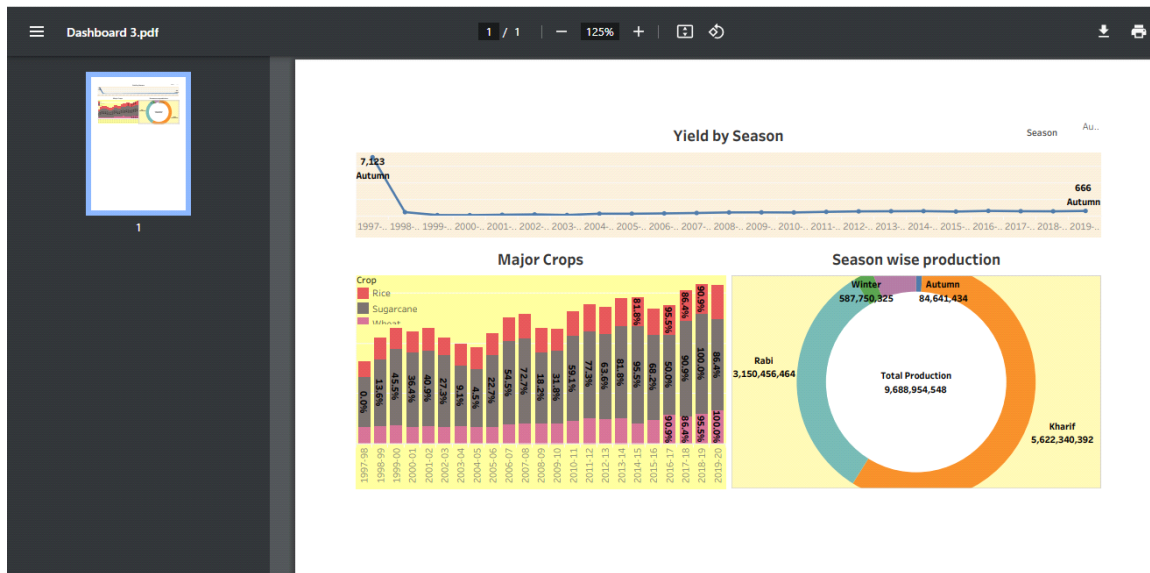 Dashboard 3.pdf
1 / 1
125%
1
Yield by Season
Season
Au..
7,123
Autumn
666
Autumn
1997-.. 1998-.. 1999-.. 2000-.. 2001-.. 2002-.. 2003-.. 2004-.. 2005-.. 2006-.. 2007-.. 2008-.. 2009-.. 2010-.. 2011-.. 2012-.. 2013-.. 2014-.. 2015-.. 2016-.. 2017-.. 2018-.. 2019-..
Major Crops
Crop
Rice
Sugarcane
Wheat
81.8% 95.5% 86.4% 90.9%
0.0% 13.6% 45.5% 36.4% 40.9% 27.3% 9.1% 4.5% 22.7% 54.5% 72.7% 18.2% 31.8% 59.1% 77.3% 63.6% 81.8% 95.5% 68.2% 50.0% 90.9% 100.0% 86.4%
90.9% 86.4% 95.5% 100.0%
1997-98 1998-99 1999-00 2000-01 2001-02 2002-03 2003-04 2004-05 2005-06 2006-07 2007-08 2008-09 2009-10 2010-11 2011-12 2012-13 2013-14 2014-15 2015-16 2016-17 2017-18 2018-19 2019-20
Season wise production
Winter
587,750,325
Autumn
84,641,434
Rabi
3,150,456,464
Total Production
9,688,954,548
Kharif
5,622,340,392